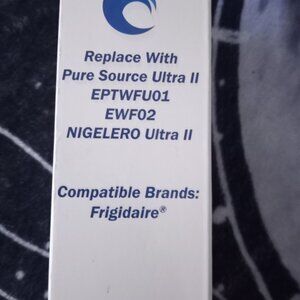 Replace With
Pure Source Ultra II
EPTWFU01
EWF02
NIGELERO Ultra II
Compatible Brands:
Frigidaire®